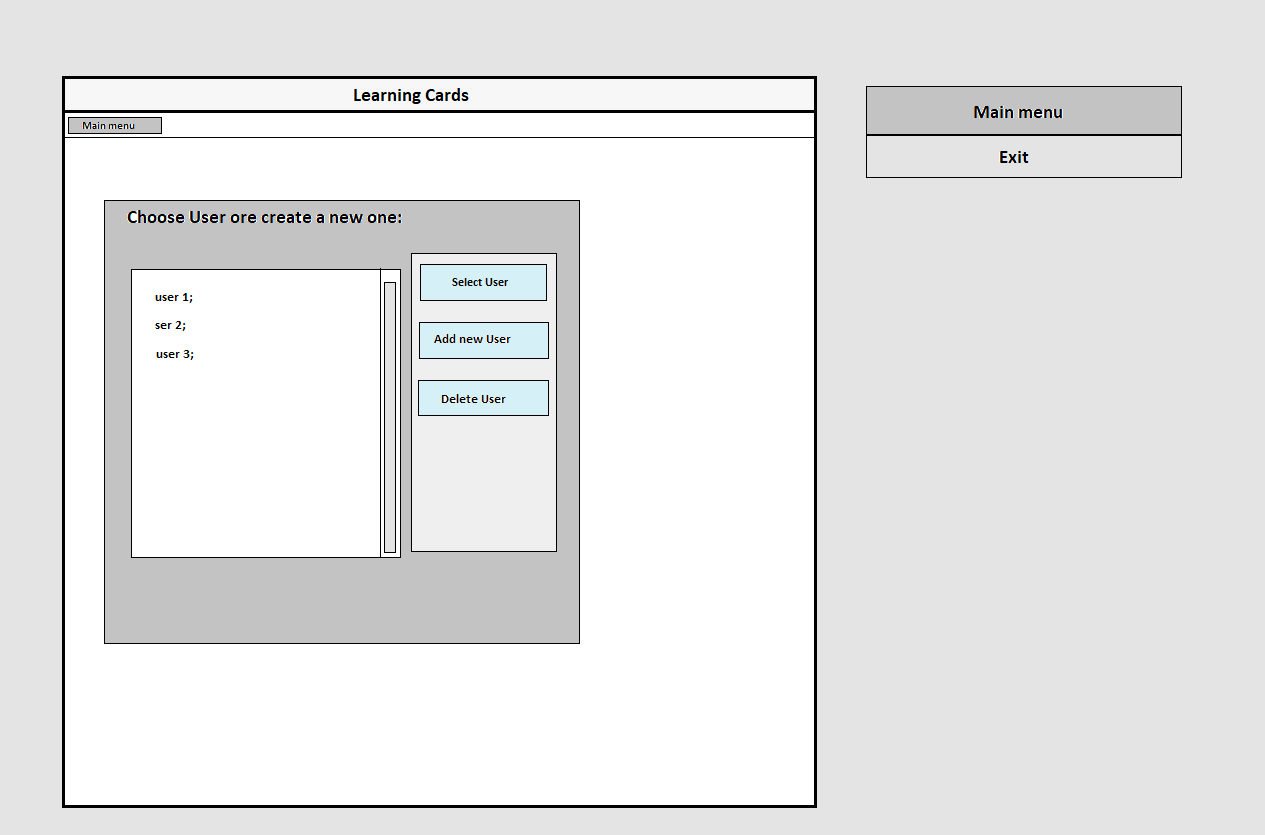 Learning Cards
Main menu
Choose User ore create a new one:
user 1;
ser 2;
user 3;
Select User
Add new User
Delete User
Main menu
Exit